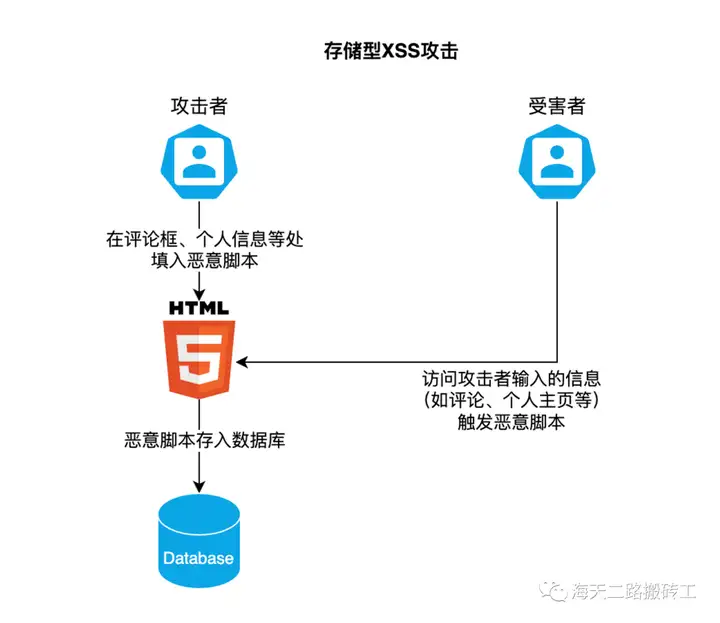 存储型XSS攻击
攻击者
受害者
在评论框、个人信息等处
填入恶意脚本
HTML
5
访问攻击者输入的信息
（如评论、个人主页等）
触发恶意脚本
恶意脚本存入数据库
Database
海天二路搬砖工